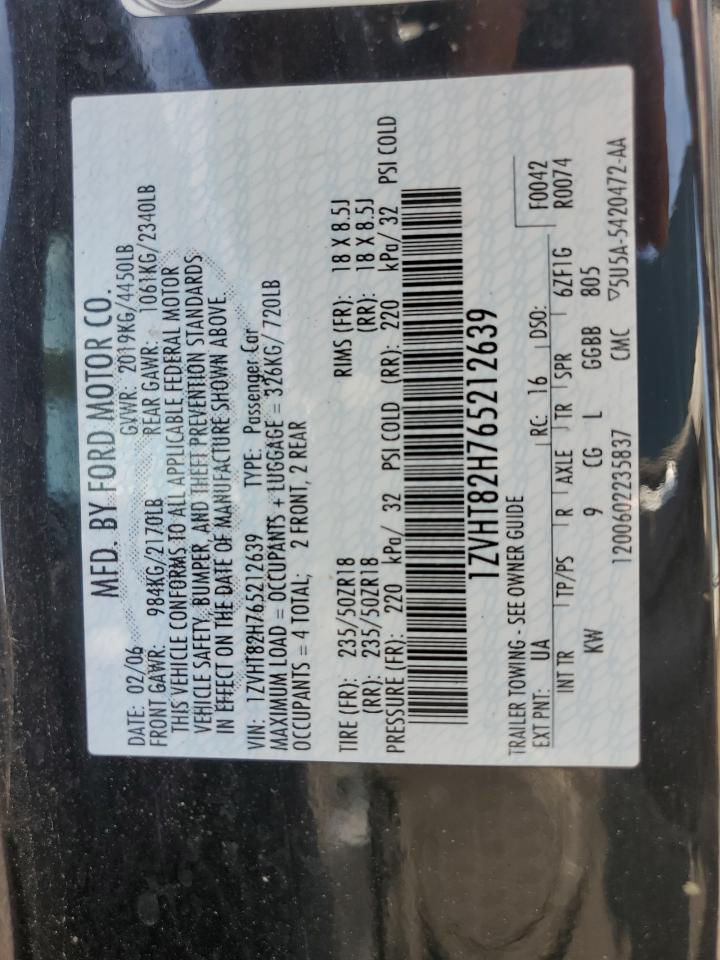 MFD. BY FORD MOTOR CO.
DATE: 02/06 GVWR: 2019KG/4450LB
FRONT GAWR: 984KG/2170LB REAR GAWR: 1061KG/2340LB
THIS VEHICLE CONFORMS TO ALL APPLICABLE FEDERAL MOTOR
VEHICLE SAFETY, BUMPER, AND THEFT PREVENTION STANDARDS
IN EFFECT ON THE DATE OF MANUFACTURE SHOWN ABOVE.
VIN: 1ZVHT82H765212639 TYPE: Passenger Car
MAXIMUM LOAD = OCCUPANTS + LUGGAGE = 326KG/720LB
OCCUPANTS = 4 TOTAL; 2 FRONT, 2 REAR
TIRE (FR): 235/50ZR18 RIMS (FR): 18 X 8.5J
(RR): 235/50ZR18 (RR): 18 X 8.5J
PRESSURE (FR): 220 kPa/ 32 PSI COLD (RR): 220 kPa/ 32 PSI COLD
1ZVHT82H765212639
TRAILER TOWING - SEE OWNER GUIDE
EXT PNT: UA RC: 16 DSO: F0042
INT TR TP/PS R AXLE TR SPR 6ZF1G R0074
KW 9 CG L GGBB 805
1200602235837 CMC ▽5U5A-5420472-AA